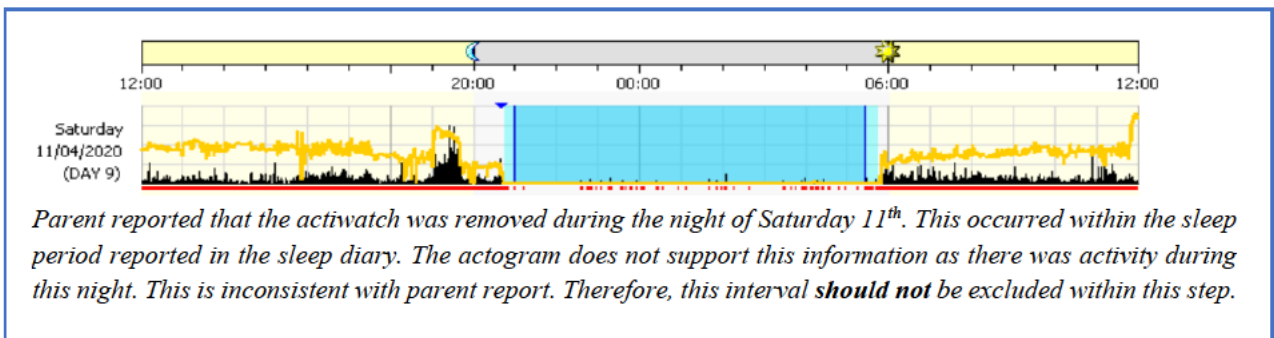 12:00 20:00 00:00 06:00 12:00
Saturday
11/04/2020
(DAY 9)
Parent reported that the actiwatch was removed during the night of Saturday 11th. This occurred within the sleep
period reported in the sleep diary. The actogram does not support this information as there was activity during
this night. This is inconsistent with parent report. Therefore, this interval should not be excluded within this step.